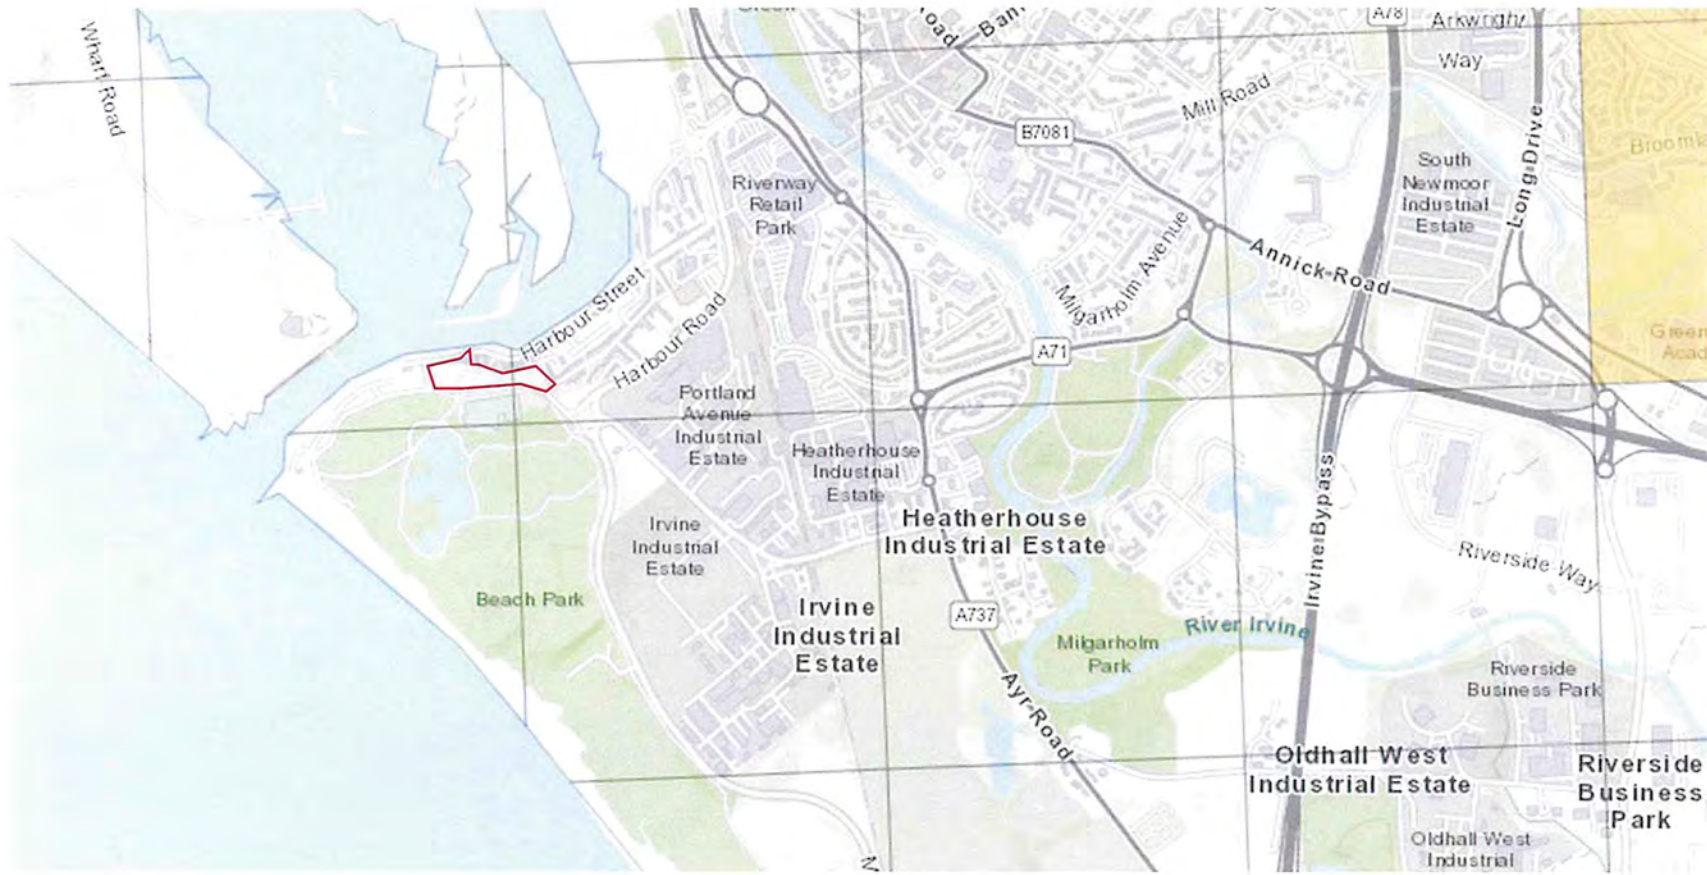 A78
Arkwright
Way
Wharf Road
Road
Mill Road
B7081
Long Drive
South
Newmoor
Industrial
Estate
Riverway
Retail
Park
Milgarholm Avenue
Annick Road
Harbour Street
Harbour Road
A71
Portland
Avenue
Industrial
Estate
Heatherhouse
Industrial
Estate
Heatherhouse
Industrial Estate
Irvine
Industrial
Estate
Irvine Bypass
Riverside Way
Beach Park
Irvine
Industrial
Estate
A737
River Irvine
Milgarholm
Park
Riverside
Business Park
Ayr Road
Oldhall West
Industrial Estate
Riverside
Business
Park
Oldhall West
Industrial